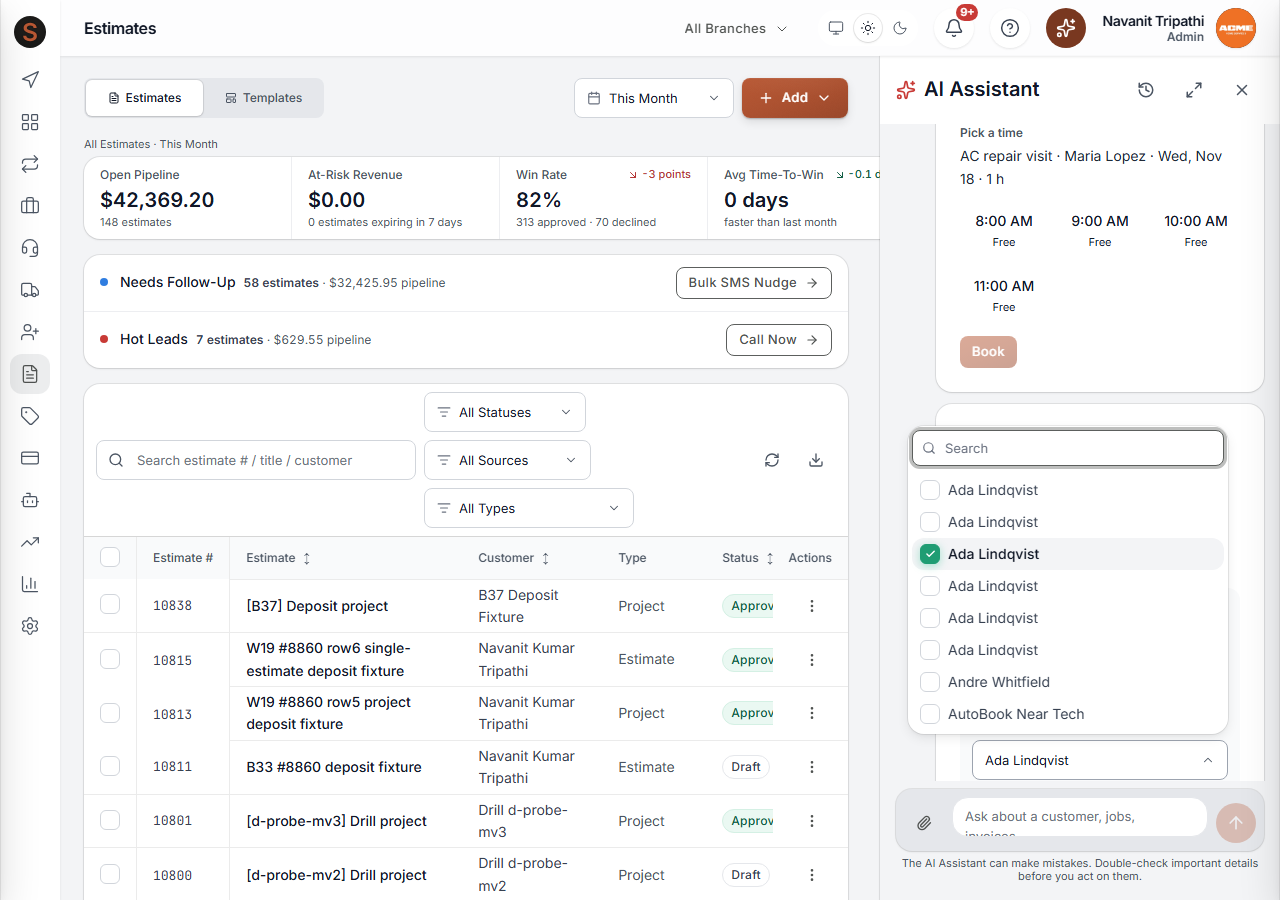 S
Estimates
All Branches
9+
Navanit Tripathi
Admin
ACME
Estimates
Templates
This Month
+ Add
All Estimates · This Month
Open Pipeline
$42,369.20
148 estimates
At-Risk Revenue
$0.00
0 estimates expiring in 7 days
Win Rate
↘ -3 points
82%
313 approved · 70 declined
Avg Time-To-Win
↘ -0.1 d
0 days
faster than last month
Needs Follow-Up 58 estimates · $32,425.95 pipeline
Bulk SMS Nudge →
Hot Leads 7 estimates · $629.55 pipeline
Call Now →
All Statuses
Search estimate # / title / customer
All Sources
All Types
Estimate # Estimate Customer Type Status Actions
10838 [B37] Deposit project B37 Deposit Fixture Project Approv
10815 W19 #8860 row6 single-estimate deposit fixture Navanit Kumar Tripathi Estimate Approv
10813 W19 #8860 row5 project deposit fixture Navanit Kumar Tripathi Project Approv
10811 B33 #8860 deposit fixture Navanit Kumar Tripathi Estimate Draft
10801 [d-probe-mv3] Drill project Drill d-probe-mv3 Project Approv
10800 [d-probe-mv2] Drill project Drill d-probe-mv2 Project Draft
AI Assistant
Pick a time
AC repair visit · Maria Lopez · Wed, Nov
18 · 1 h
8:00 AM
Free
9:00 AM
Free
10:00 AM
Free
11:00 AM
Free
Book
Search
Ada Lindqvist
Ada Lindqvist
Ada Lindqvist
Ada Lindqvist
Ada Lindqvist
Ada Lindqvist
Andre Whitfield
AutoBook Near Tech
Ada Lindqvist
Ask about a customer, jobs,
invoices
The AI Assistant can make mistakes. Double-check important details
before you act on them.